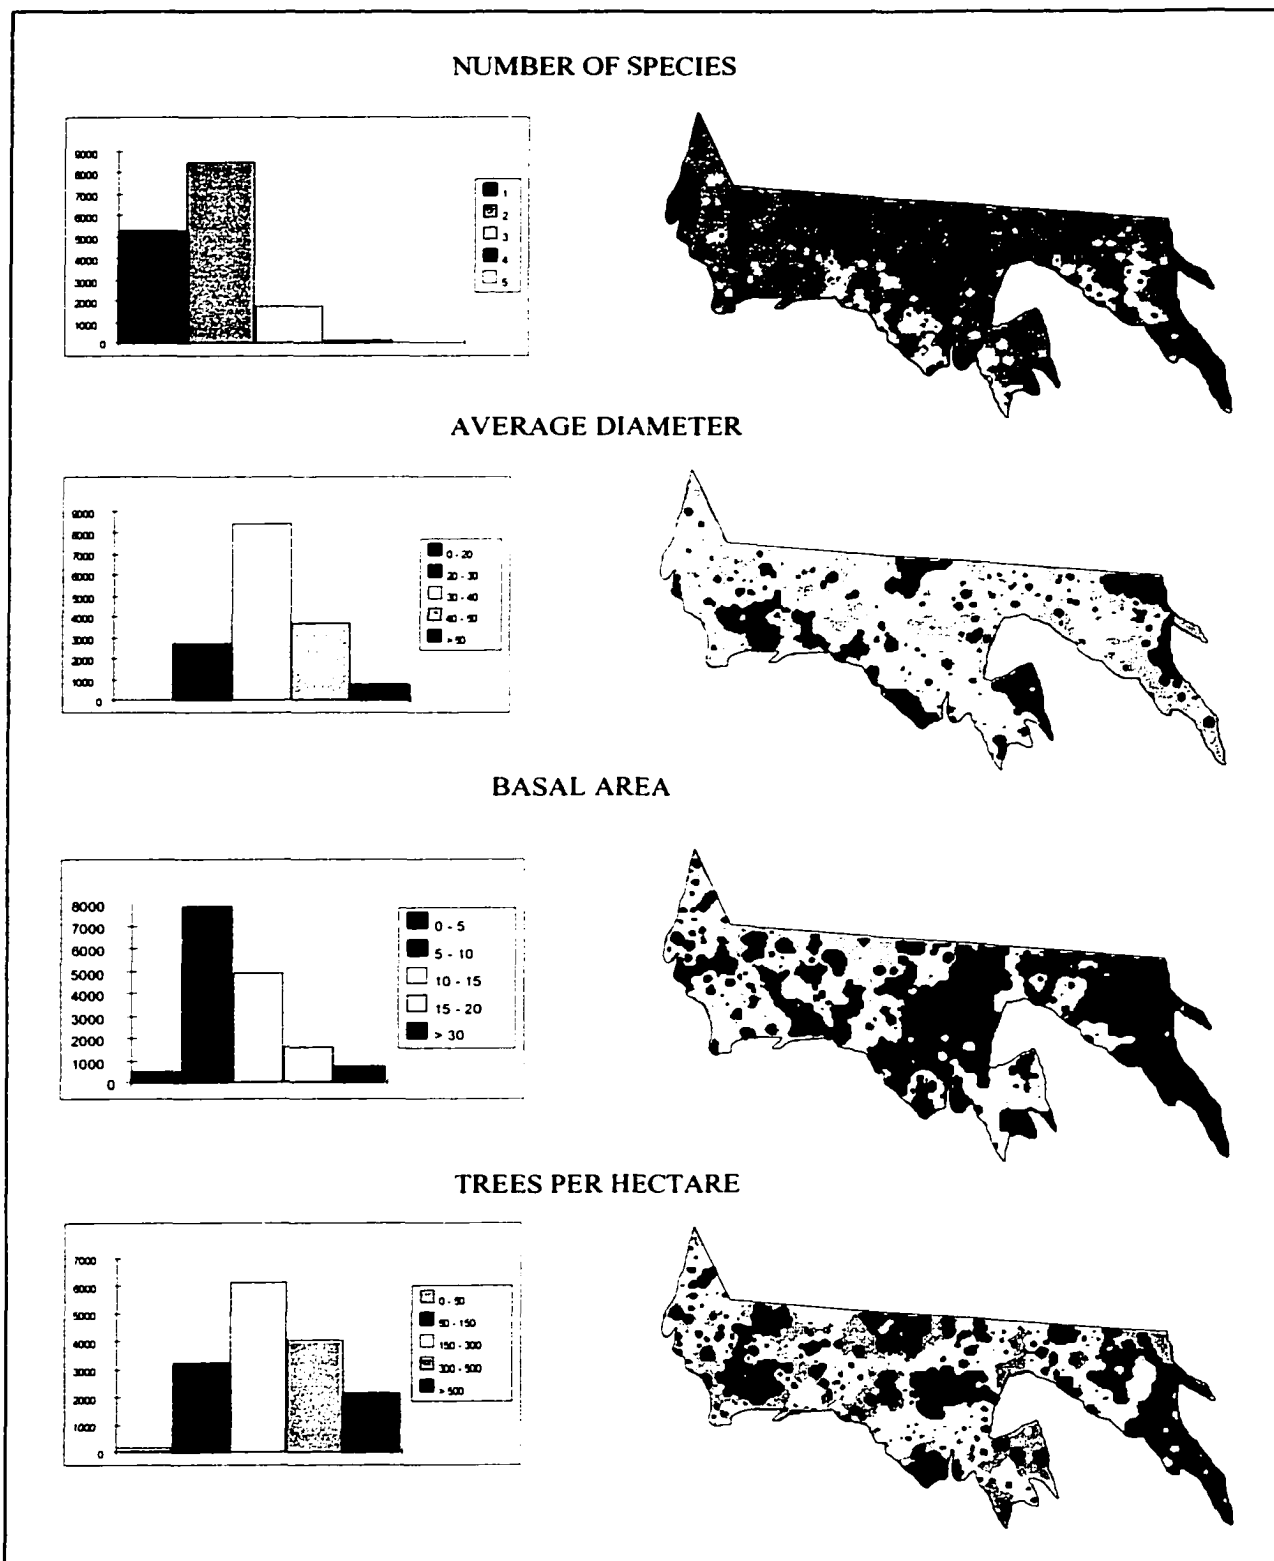 NUMBER OF SPECIES
9000
8000
7000
6000
5000
4000
3000
2000
1000
0
1
2
3
4
5
AVERAGE DIAMETER
9000
8000
7000
6000
5000
4000
3000
2000
1000
0
0 - 20
20 - 30
30 - 40
40 - 50
> 50
BASAL AREA
8000
7000
6000
5000
4000
3000
2000
1000
0
0 - 5
5 - 10
10 - 15
15 - 20
> 30
TREES PER HECTARE
7000
6000
5000
4000
3000
2000
1000
0
0 - 50
50 - 150
150 - 300
300 - 500
> 500